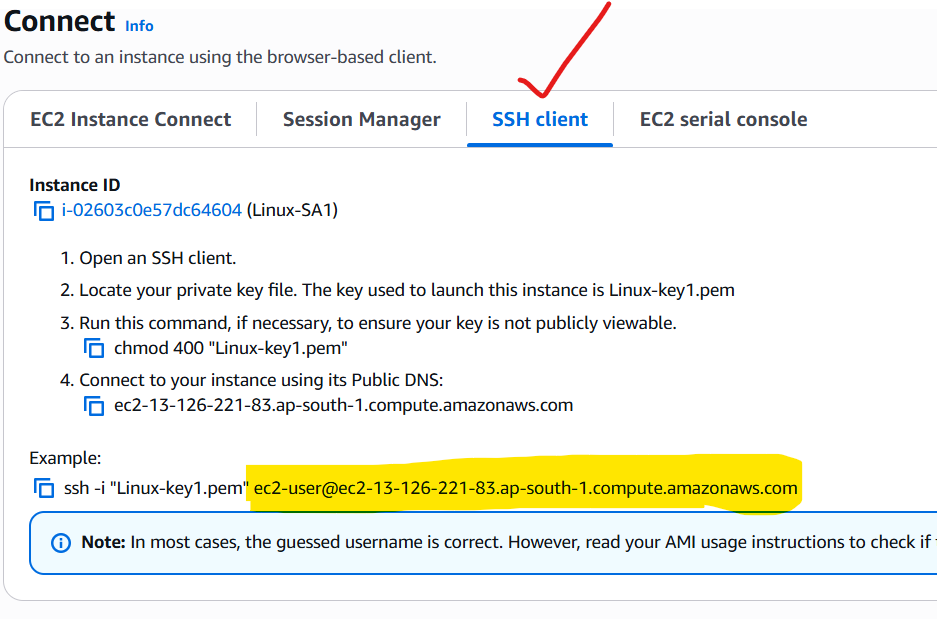 Connect Info
Connect to an instance using the browser-based client.
EC2 Instance Connect
Session Manager
SSH client
EC2 serial console
Instance ID
i-02603c0e57dc64604 (Linux-SA1)
1. Open an SSH client.
2. Locate your private key file. The key used to launch this instance is Linux-key1.pem
3. Run this command, if necessary, to ensure your key is not publicly viewable.
chmod 400 "Linux-key1.pem"
4. Connect to your instance using its Public DNS:
ec2-13-126-221-83.ap-south-1.compute.amazonaws.com
Example:
ssh -i "Linux-key1.pem" ec2-user@ec2-13-126-221-83.ap-south-1.compute.amazonaws.com
Note: In most cases, the guessed username is correct. However, read your AMI usage instructions to check if